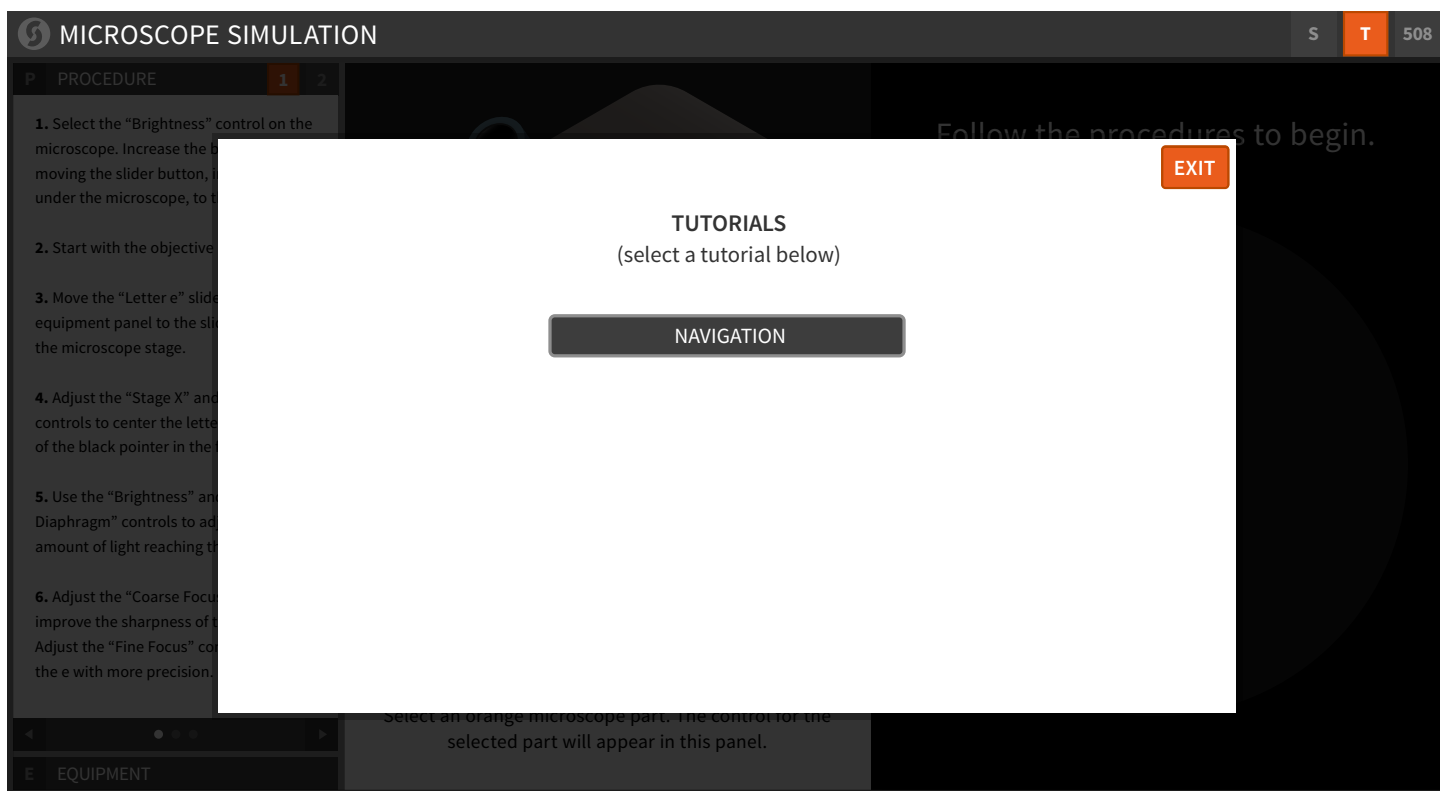 MICROSCOPE SIMULATION
S T 508
P PROCEDURE 1 2
1. Select the “Brightness” control on the
microscope. Increase the b
moving the slider button,
under the microscope, to t
2. Start with the objective
3. Move the “Letter e” slide
equipment panel to the sli
the microscope stage.
4. Adjust the “Stage X” and
controls to center the lette
of the black pointer in the
5. Use the “Brightness” an
Diaphragm” controls to ad
amount of light reaching th
6. Adjust the “Coarse Focu
improve the sharpness of t
Adjust the “Fine Focus” co
the e with more precision.
E EQUIPMENT
Follow the procedures to begin.
EXIT
TUTORIALS
(select a tutorial below)
NAVIGATION
Select an orange microscope part. The control for the
selected part will appear in this panel.